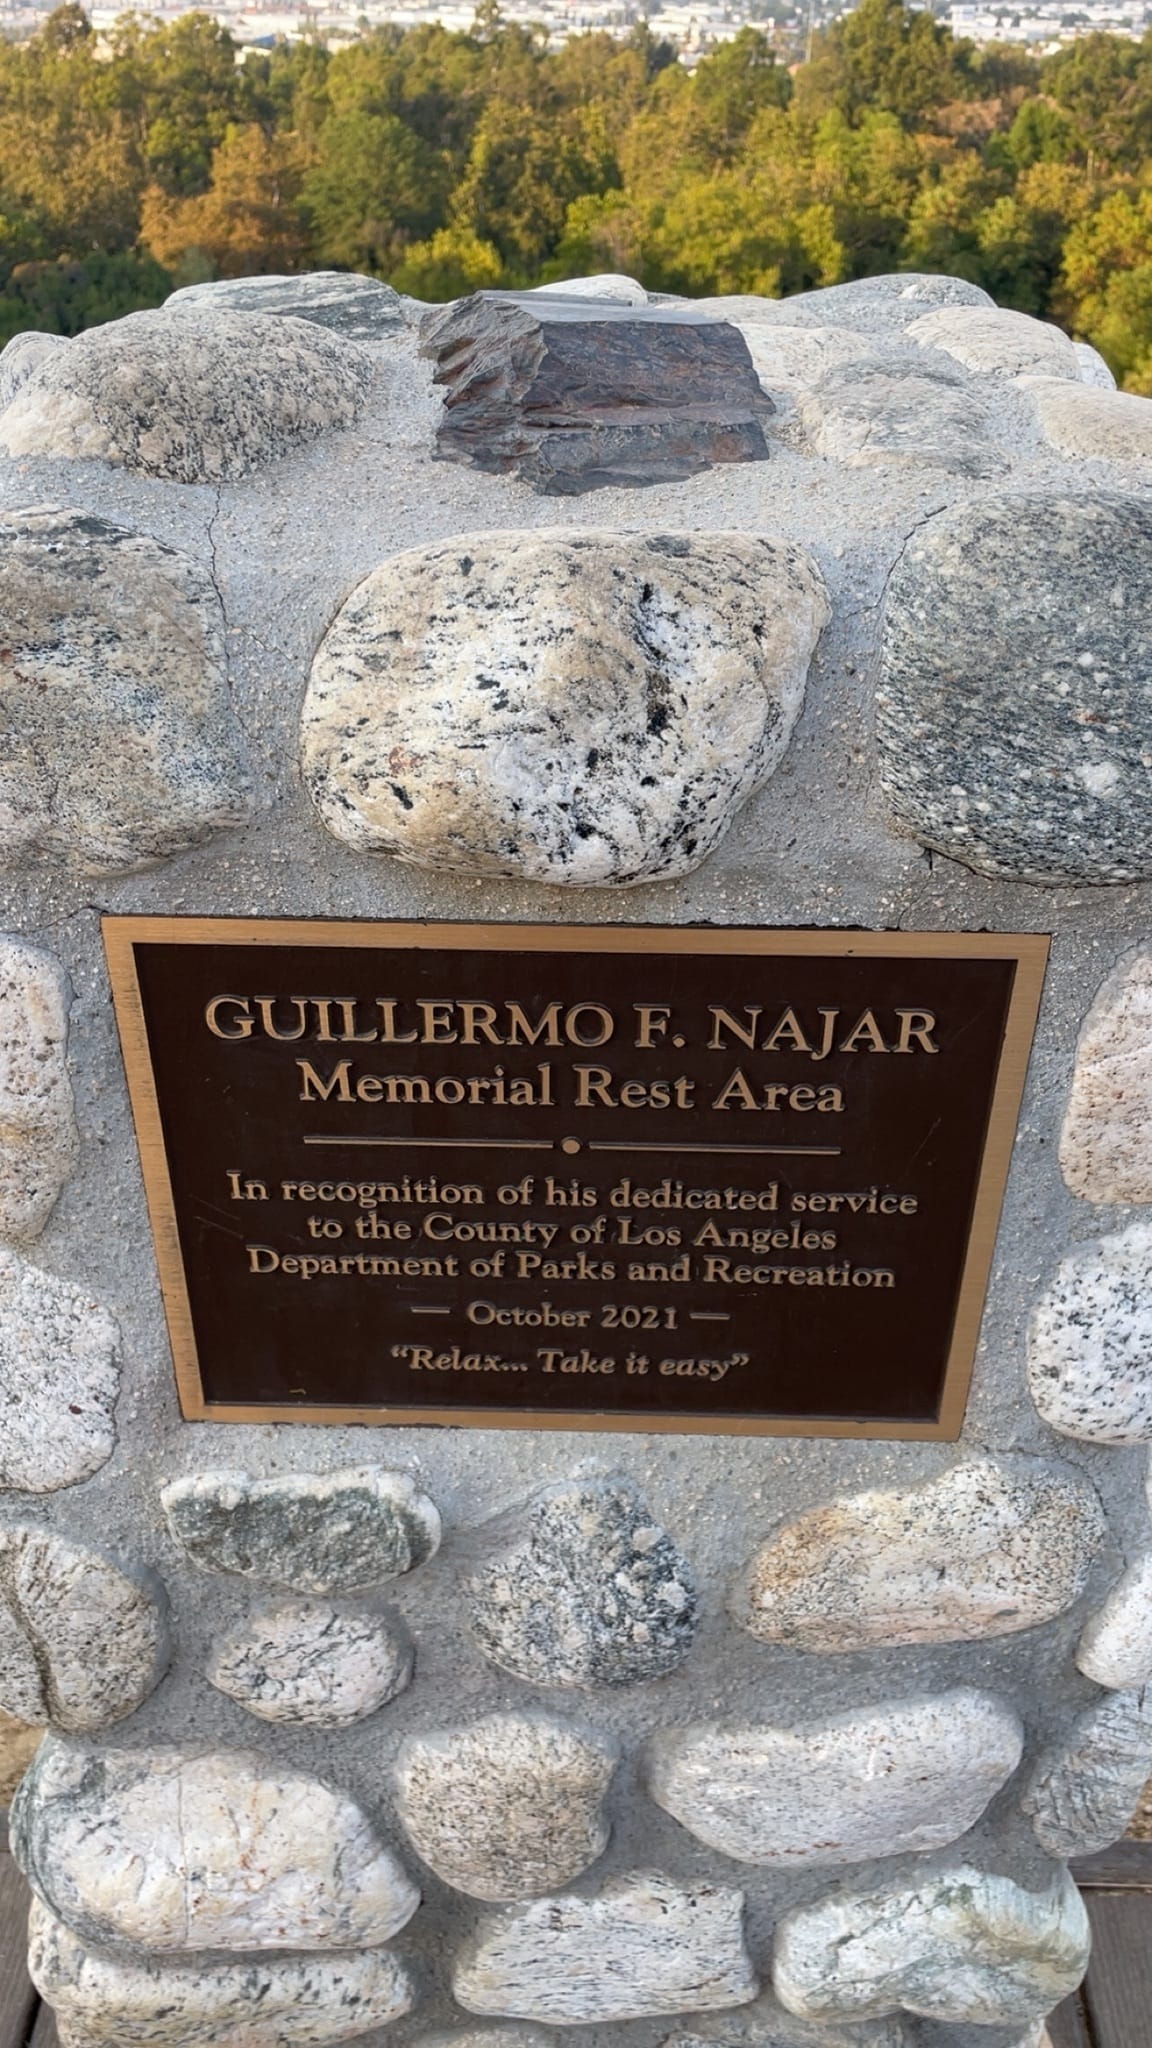 GUILLERMO F. NAJAR
Memorial Rest Area
In recognition of his dedicated service
to the County of Los Angeles
Department of Parks and Recreation
— October 2021 —
“Relax... Take it easy”